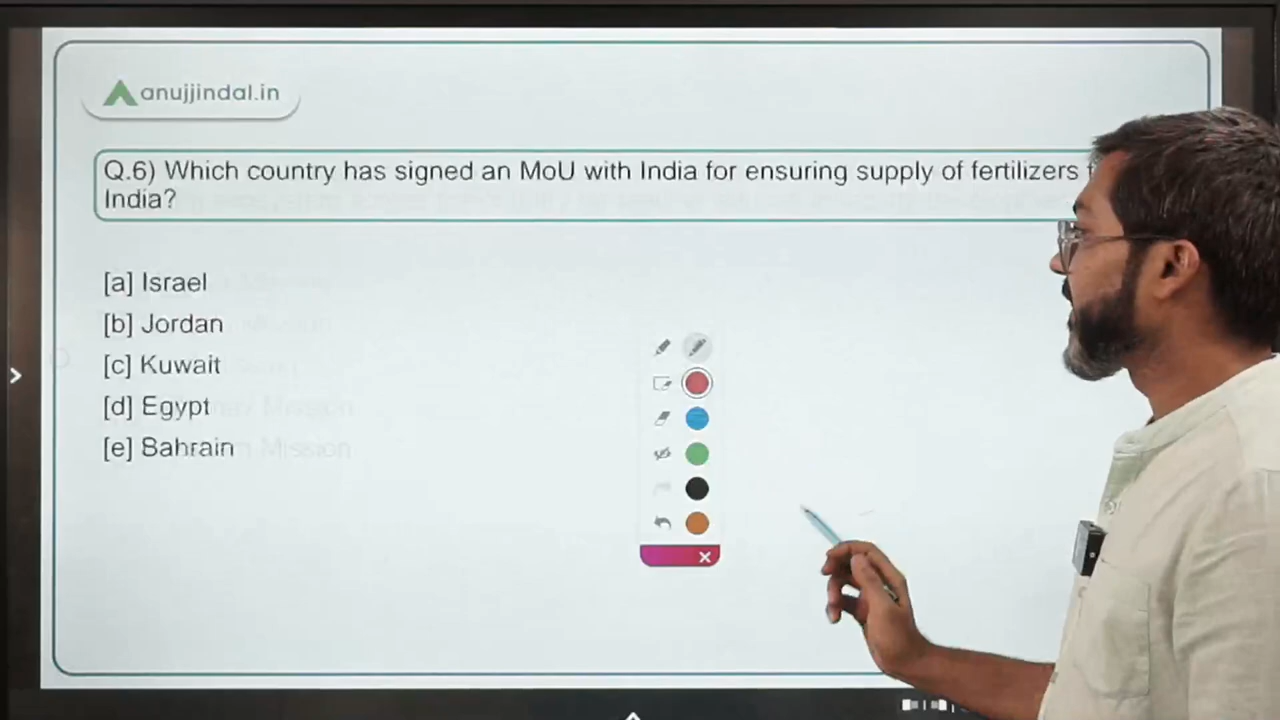 anujjindal.in
Q.6) Which country has signed an MoU with India for ensuring supply of fertilizers
India?
[a] Israel
[b] Jordan
[c] Kuwait
[d] Egypt
[e] Bahrain
Mission